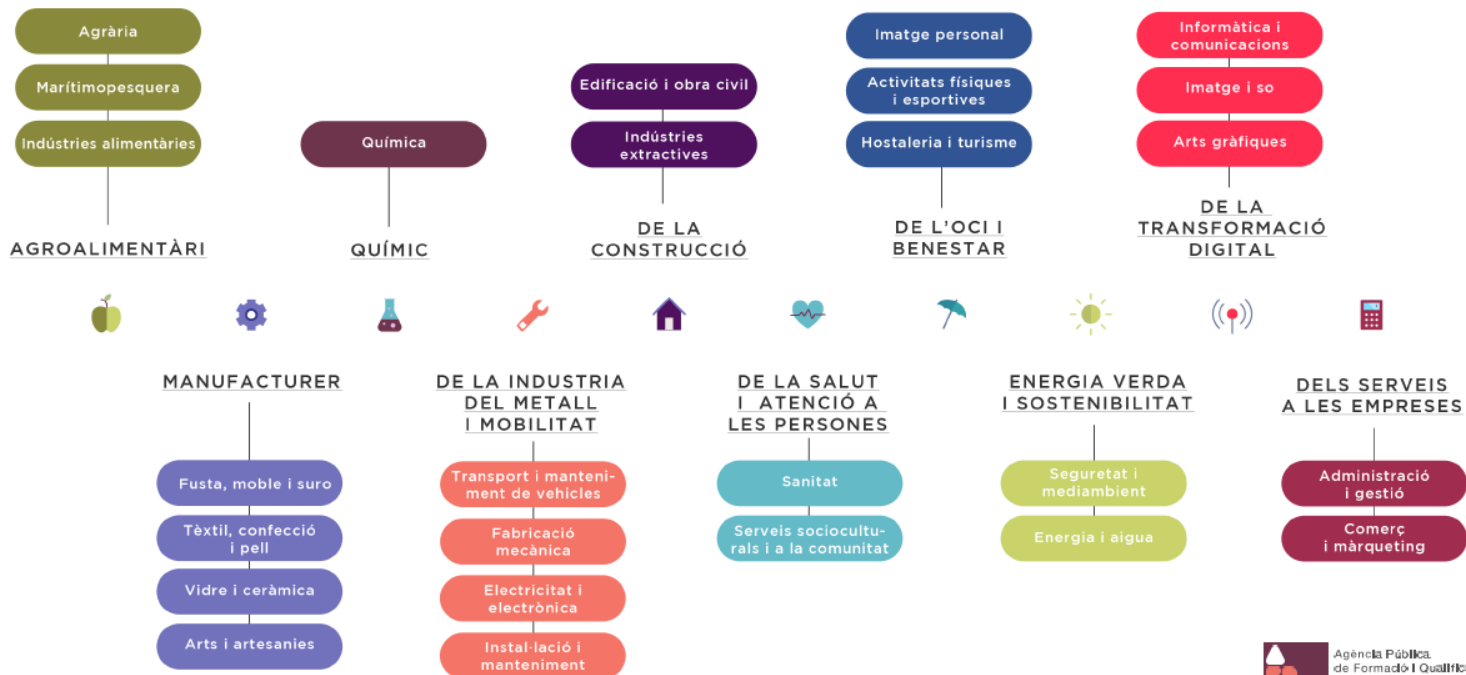 Agrària
Marítimopesquera
Indústries alimentàries
AGROALIMENTÀRI
Química
QUÍMIC
Edificació i obra civil
Indústries
extractives
DE LA
CONSTRUCCIÓ
Imatge personal
Activitats físiques
i esportives
Hostaleria i turisme
DE L'OCI I
BENESTAR
Informàtica i
comunicacions
Imatge i so
Arts gràfiques
DE LA
TRANSFORMACIÓ
DIGITAL
MANUFACTURER
Fusta, moble i suro
Tèxtil, confecció
i pell
Vidre i ceràmica
Arts i artesanies
DE LA INDUSTRIA
DEL METALL
I MOBILITAT
Transport i manteni-
ment de vehicles
Fabricació
mecànica
Electricitat i
electrònica
Instal·lació i
manteniment
DE LA SALUT
I ATENCIÓ A
LES PERSONES
Sanitat
Serveis sociocultu-
rals i a la comunitat
ENERGIA VERDA
I SOSTENIBILITAT
Seguretat i
mediambient
Energia i aigua
DELS SERVEIS
A LES EMPRESES
Administració
i gestió
Comerç
i màrqueting
Agència Pública
de Formació i